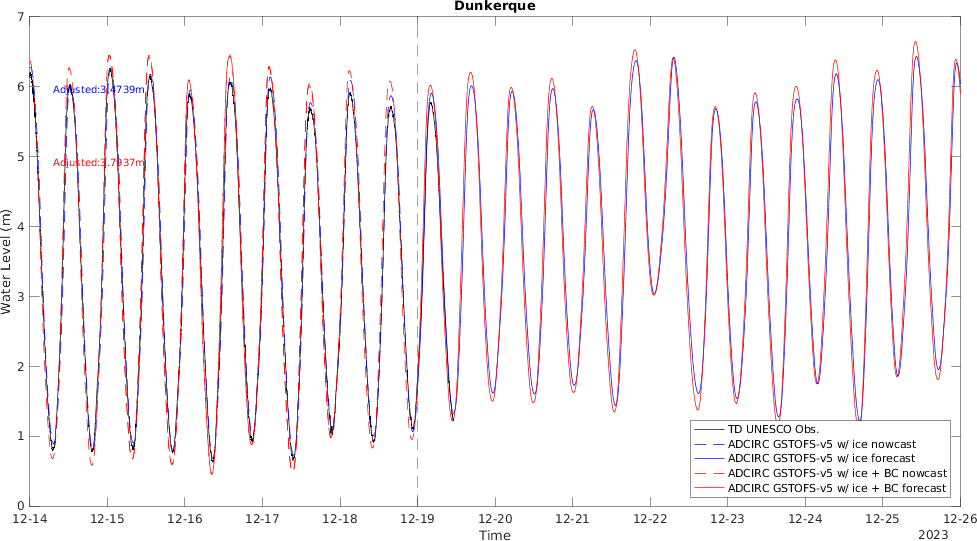 Dunkerque
7
6
5
4
3
2
1
0
Water Level (m)
Adjusted:3.4739m
Adjusted:3.7937m
TD UNESCO Obs.
ADCIRC GSTOFS-v5 w/ ice nowcast
ADCIRC GSTOFS-v5 w/ ice forecast
ADCIRC GSTOFS-v5 w/ ice + BC nowcast
ADCIRC GSTOFS-v5 w/ ice + BC forecast
12-14 12-15 12-16 12-17 12-18 12-19 12-20 12-21 12-22 12-23 12-24 12-25 12-26
Time
2023